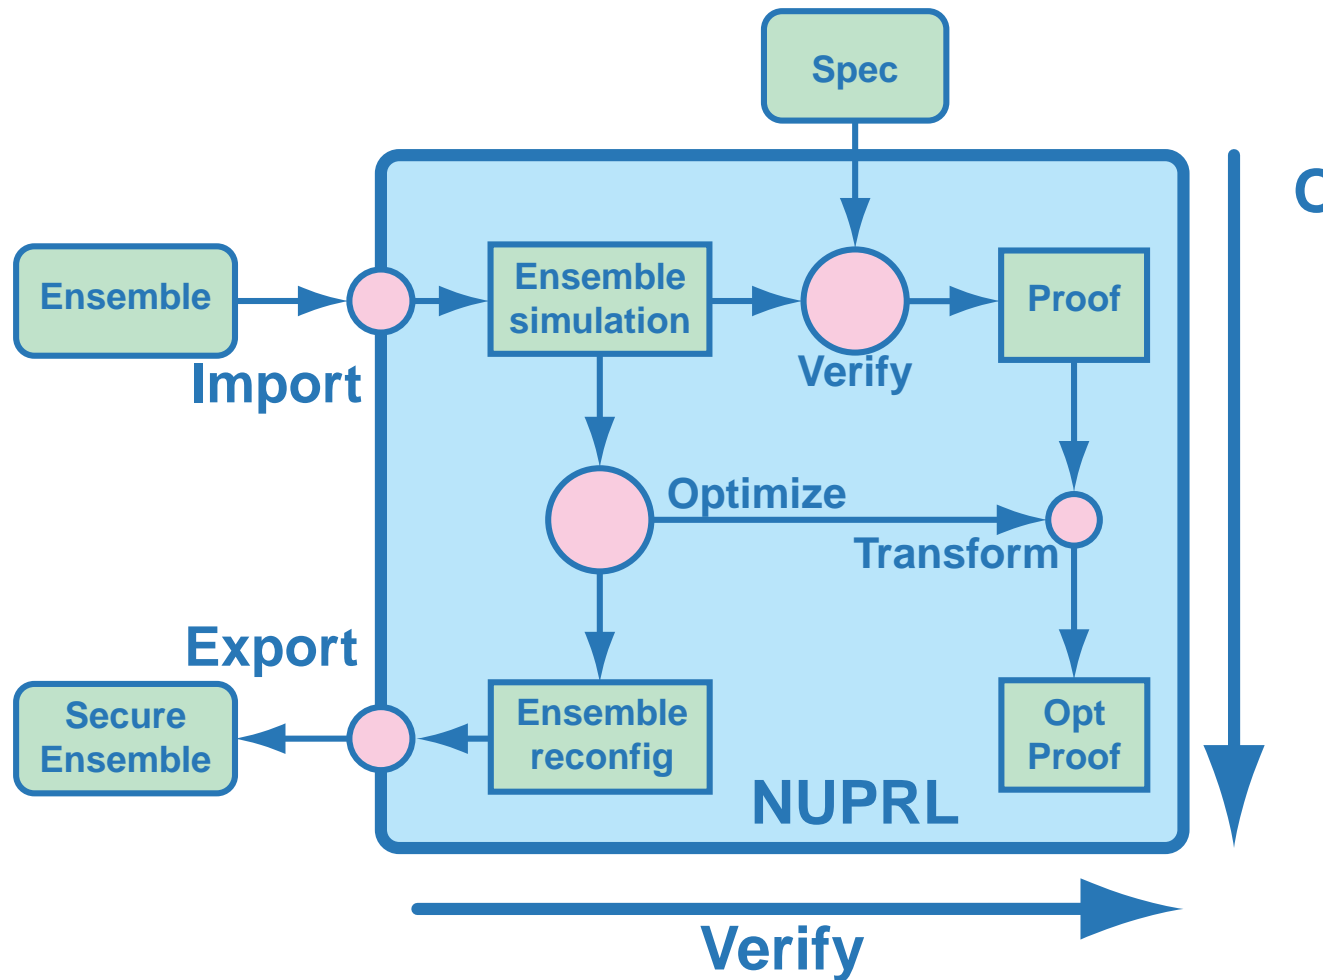 Spec
O
Ensemble
Ensemble
simulation
Proof
Import
Verify
Optimize
Transform
Export
Secure
Ensemble
Ensemble
reconfig
Opt
Proof
NUPRL
Verify